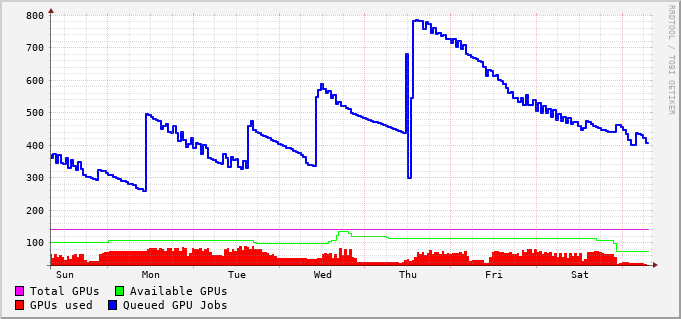 800
700
600
500
400
300
200
100
Sun Mon Tue Wed Thu Fri Sat
Total GPUs Available GPUs
GPUs used Queued GPU Jobs
RRDTOOL / TOBI OETIKER